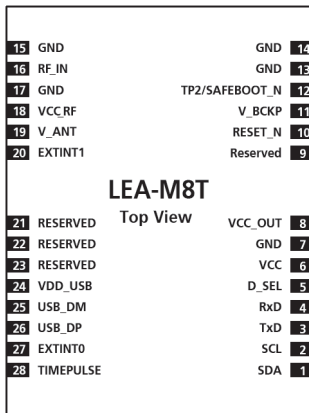 15 GND GND 14
16 RF_IN GND 13
17 GND TP2/SAFEBOOT_N 12
18 VCC_RF V_BCKP 11
19 V_ANT RESET_N 10
20 EXTINT1 Reserved 9
LEA-M8T
Top View
21 RESERVED VCC_OUT 8
22 RESERVED GND 7
23 RESERVED VCC 6
24 VDD_USB D_SEL 5
25 USB_DM RxD 4
26 USB_DP TxD 3
27 EXTINT0 SCL 2
28 TIMEPULSE SDA 1